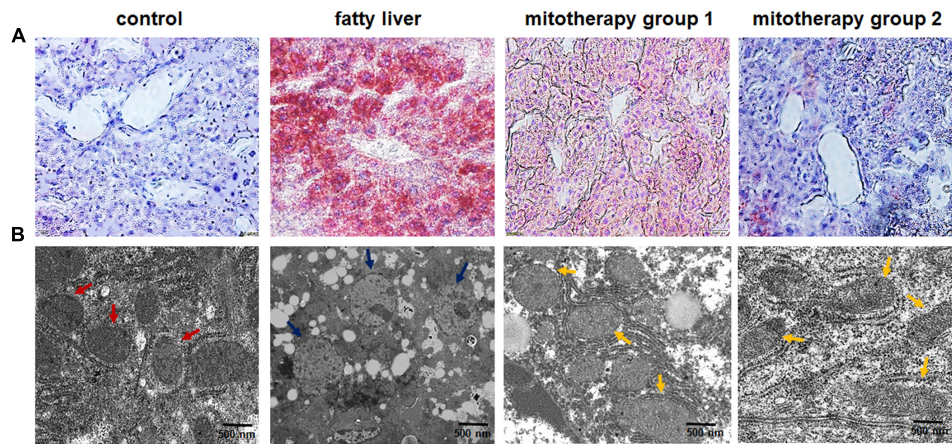 control fatty liver mitotherapy group 1 mitotherapy group 2
A
B
500 nm 500 nm 500 nm 500 nm